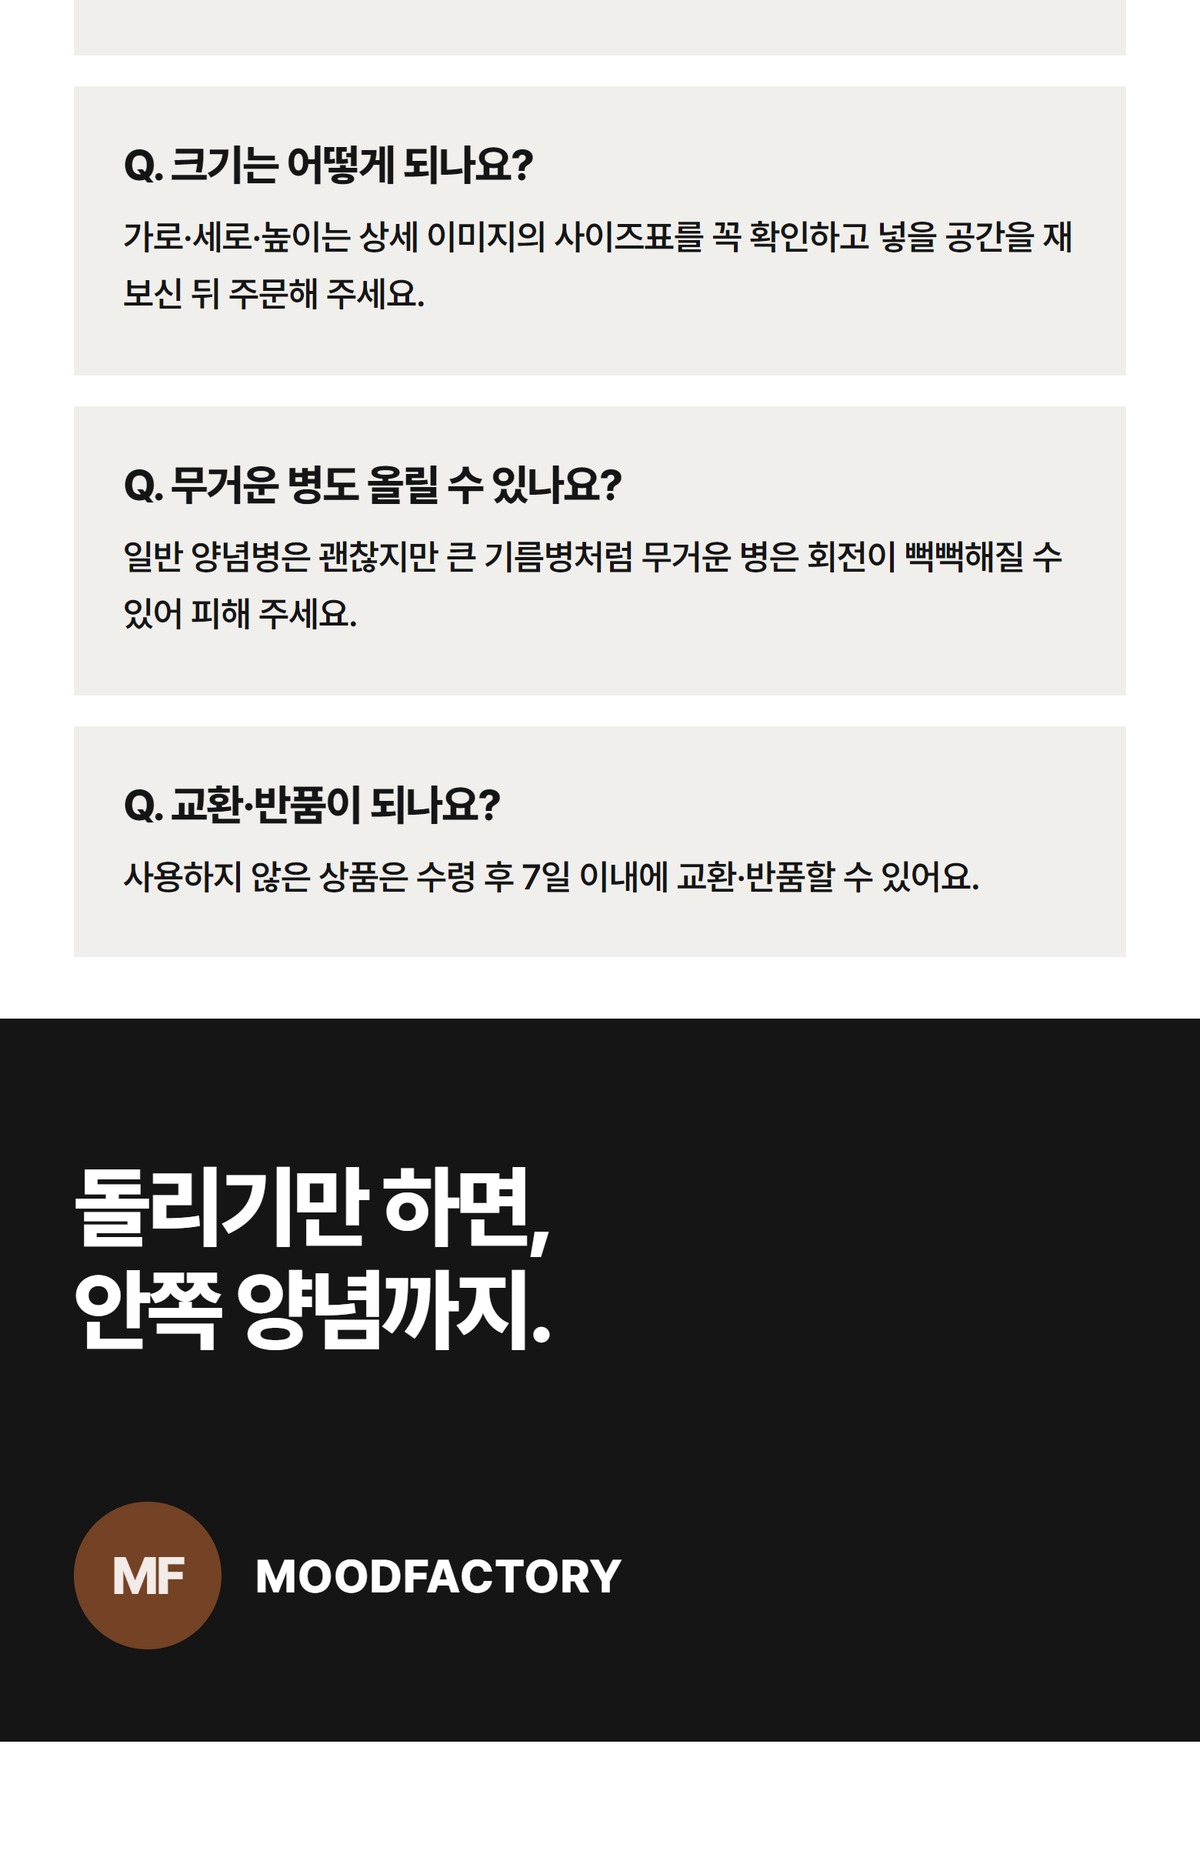 Q. 크기는 어떻게 되나요?
가로·세로·높이는 상세 이미지의 사이즈표를 꼭 확인하고 넣을 공간을 재
보신 뒤 주문해 주세요.
Q. 무거운 병도 올릴 수 있나요?
일반 양념병은 괜찮지만 큰 기름병처럼 무거운 병은 회전이 뻑뻑해질 수
있어 피해 주세요.
Q. 교환·반품이 되나요?
사용하지 않은 상품은 수령 후 7일 이내에 교환·반품할 수 있어요.
돌리기만 하면,
안쪽 양념까지.
MF
MOODFACTORY